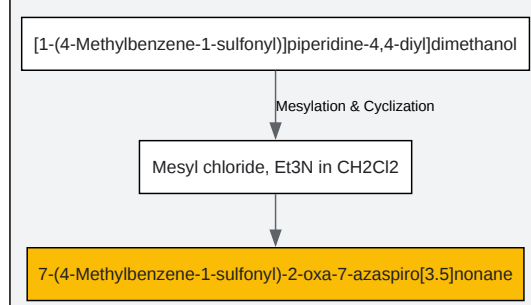 [1-(4-Methylbenzene-1-sulfonyl)]piperidine-4,4-diyl]dimethanol
Mesylation & Cyclization
Mesyl chloride, Et3N in CH2Cl2
7-(4-Methylbenzene-1-sulfonyl)-2-oxa-7-azaspiro[3.5]nonane